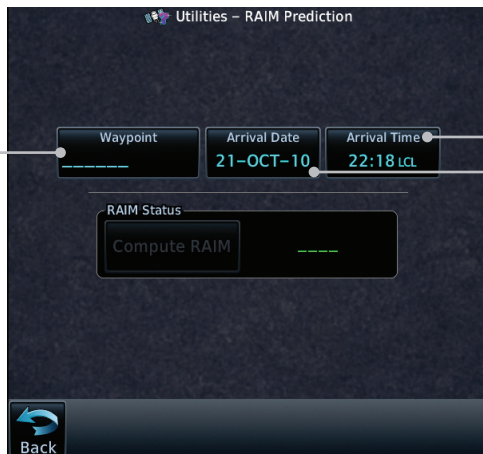 Utilities – RAIM Prediction
Waypoint
______
Arrival Date
21–OCT–10
Arrival Time
22:18 LCL
RAIM Status
Compute RAIM
____
Back